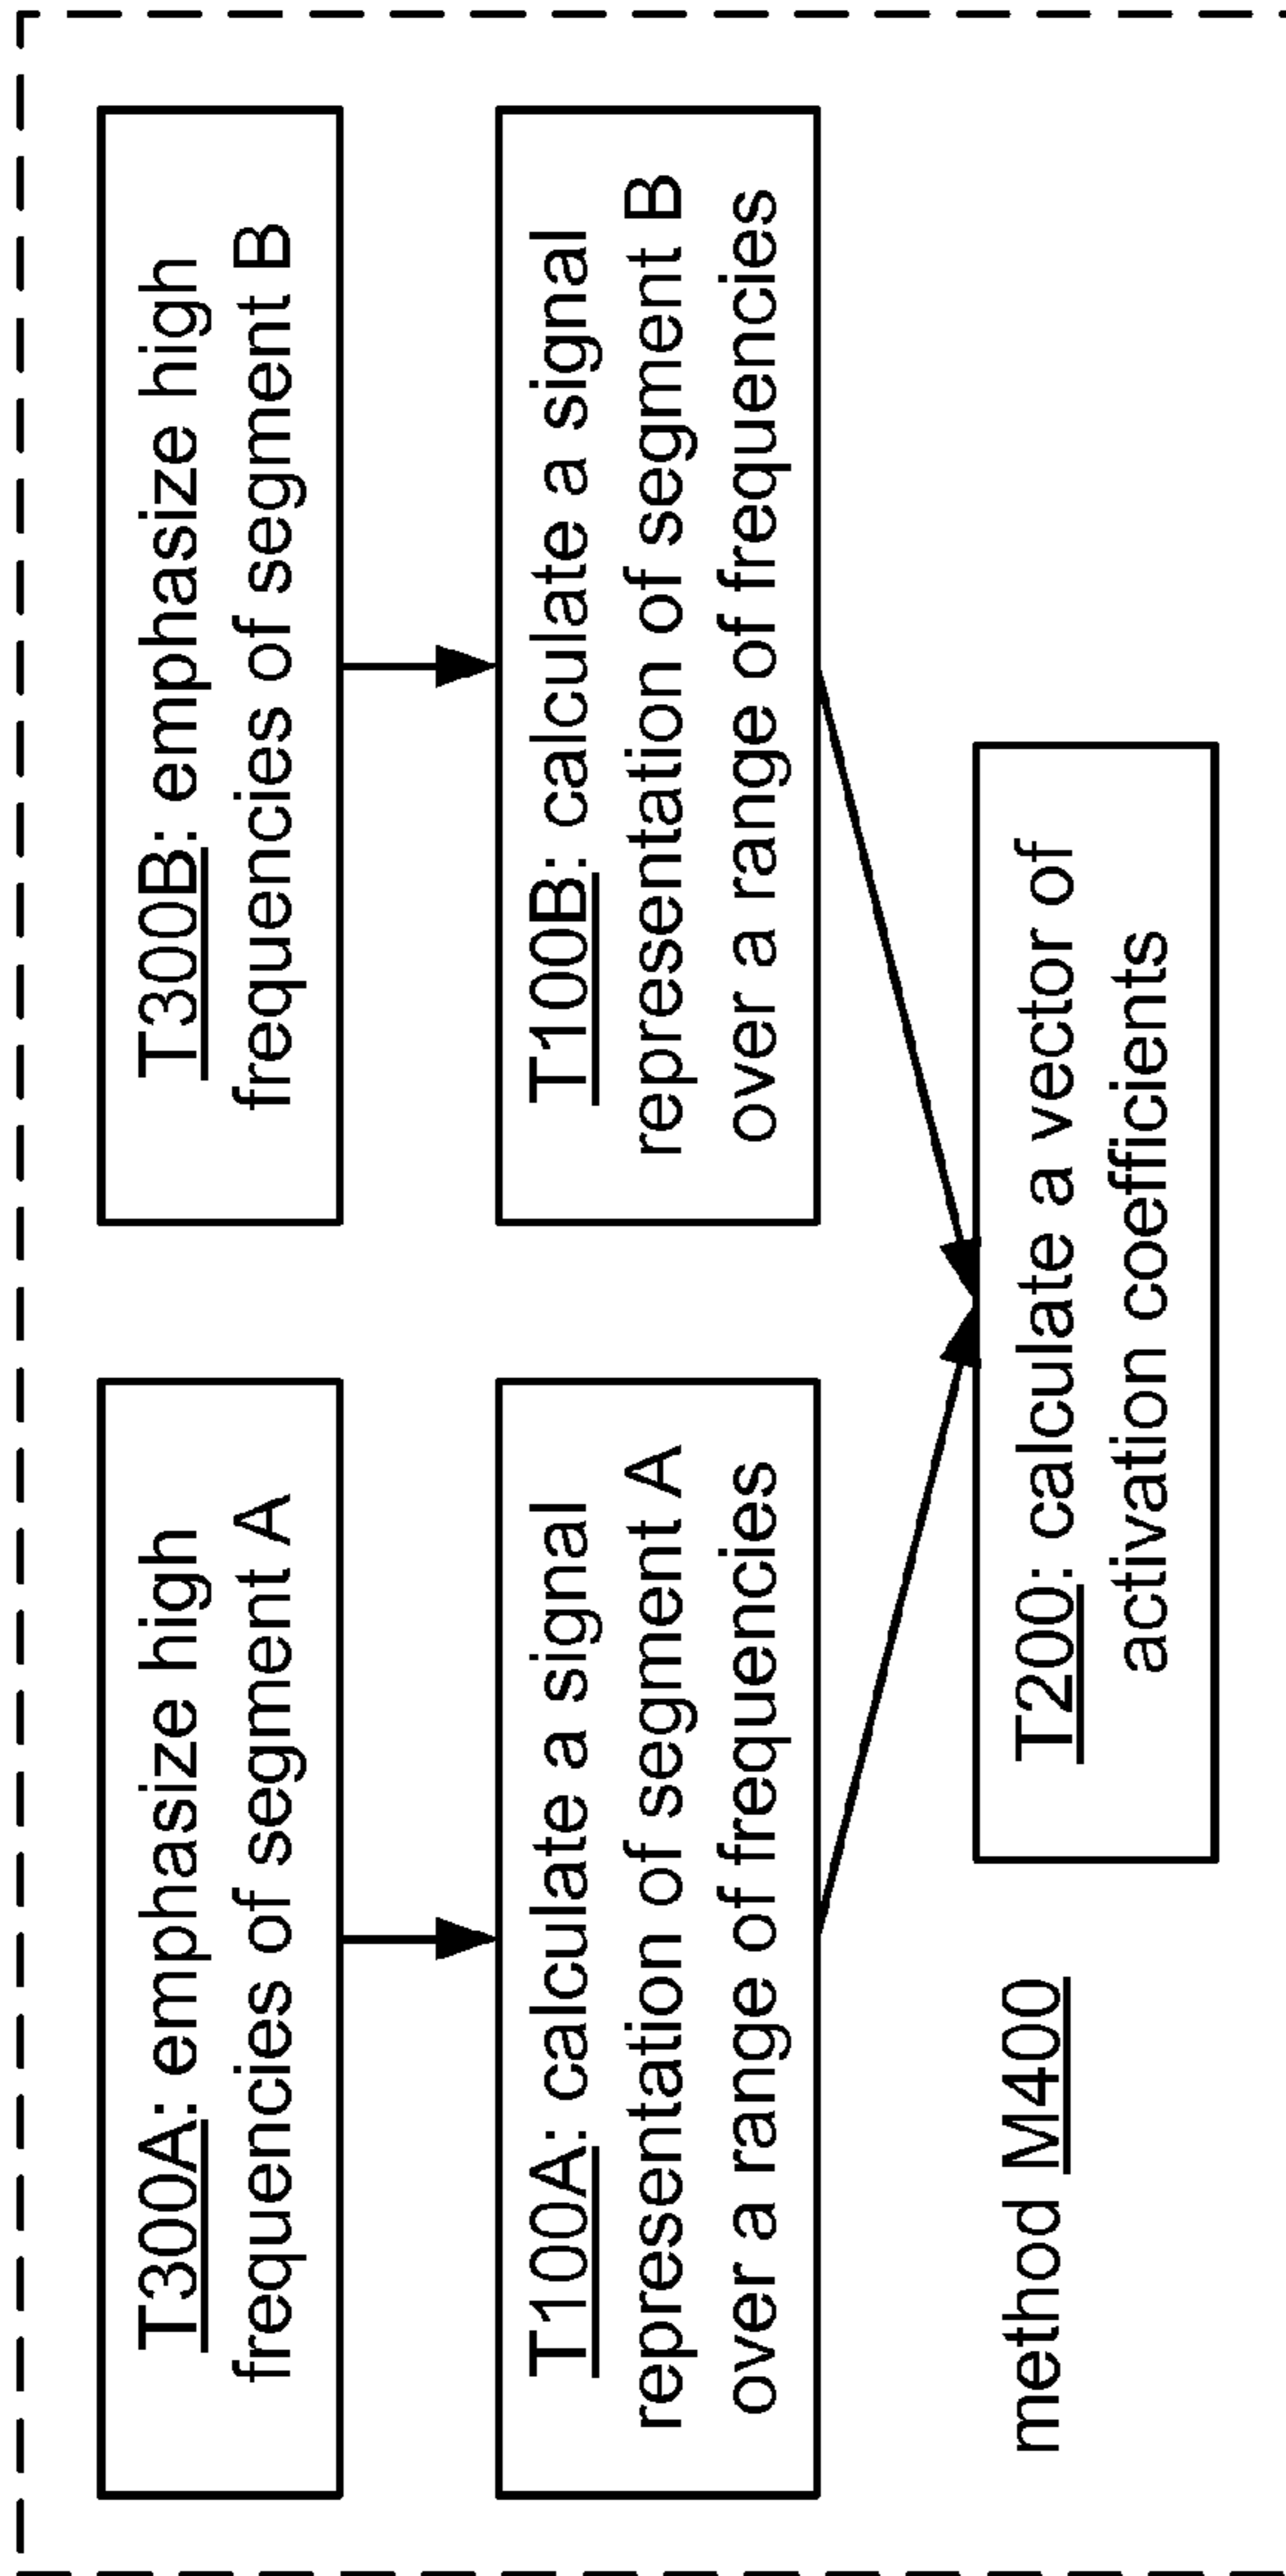 T300A: emphasize high
frequencies of segment A
T300B: emphasize high
frequencies of segment B
T100A: calculate a signal
representation of segment A
over a range of frequencies
T100B: calculate a signal
representation of segment B
over a range of frequencies
T200: calculate a vector of
activation coefficients
method M400